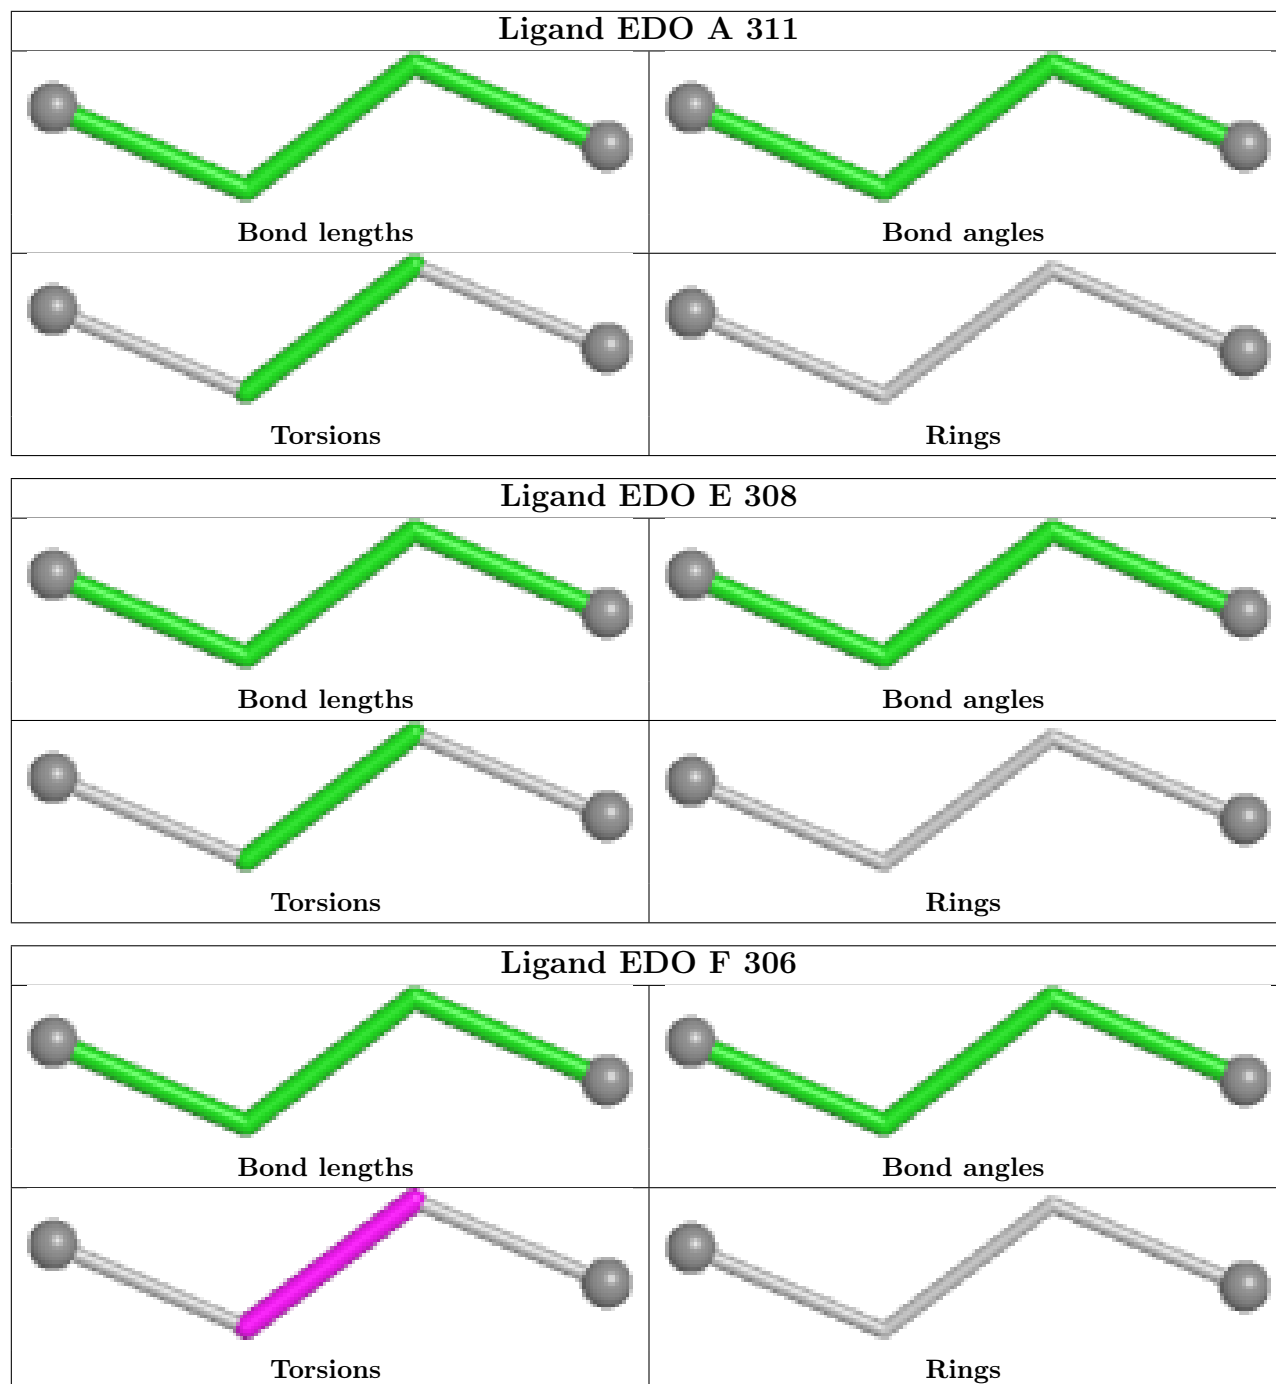 Ligand EDO A 311
Bond lengths
Bond angles
Torsions
Rings
Ligand EDO E 308
Bond lengths
Bond angles
Torsions
Rings
Ligand EDO F 306
Bond lengths
Bond angles
Torsions
Rings